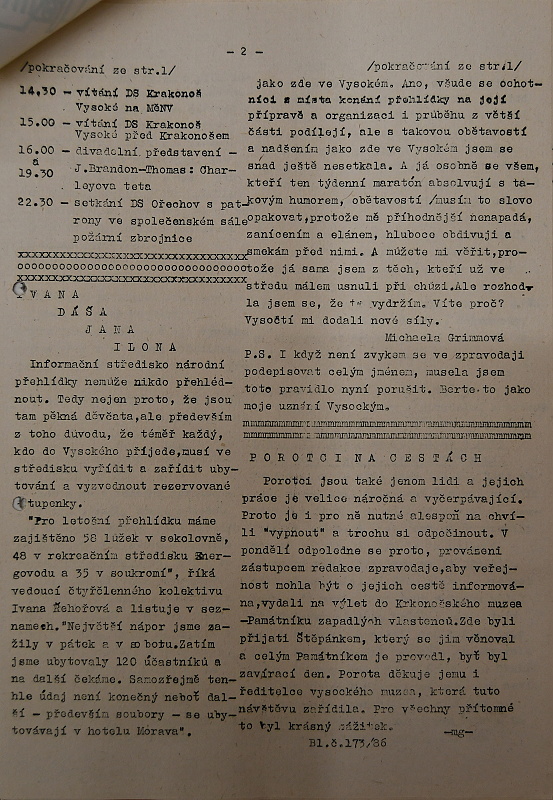 - 2 -
/pokračování ze str.1/
14.30 - vítání DS Krakonoš
Vysoké na MěNV
15.00 - vítání DS Krakonoš
Vysoké před Krakonošem
16.00 - divadelní představení -
a
19.30 J.Brandon-Thomas: Char-
leyova teta
22.30 - setkání DS Ořechov s pat-
rony ve společenském sále
požární zbrojnice
xxxxxxxxxxxxxxxxxxxxxxxxxxxxxxxxx
ooooooooooooooooooooooooooooooooo
xxxxxxxxxxxxxxxxxxxxxxxxxxxxxxxxx
I V A N A
D Á Š A
J A N A
I L O N A
Informační středisko národní
přehlídky nemůže nikdo přehléd-
nout. Tedy nejen proto, že jsou
tam pěkná děvčata,ale především
z toho důvodu, že téměř každý,
kdo do Vysokého přijede,musí ve
středisku vyřídit a zařídit uby-
tování a vyzvednout rezervované
vstupenky.
"Pro letošní přehlídku máme
zajištěno 58 lůžek v sokolovně,
48 v rekreačním středisku Ener-
govodu a 35 v soukromí", říká
vedoucí čtyřčlenného kolektivu
Ivana Řehořová a listuje v sez-
namech."Největší nápor jsme za-
žily v pátek a v sobotu.Zatím
jsme ubytovaly 120 účastníků a
na další čekáme. Samozřejmě ten-
hle údaj není konečný neboť dal-
ší - především soubory - se uby-
továvají v hotelu Morava".
/pokračování ze str.1/
jako zde ve Vysokém. Ano, všude se ochot-
níci z místa konání přehlídky na její
přípravě a organizaci i průběhu z větší
části podílejí, ale s takovou obětavostí
a nadšením jako zde ve Vysokém jsem se
snad ještě nesetkala. A já osobně se všem,
kteří ten týdenní maratón absolvují s ta-
kovým humorem, obětavostí /musím to slovo
opakovat,protože mě příhodnější nenapadá,
zanícením a elánem, hluboce obdivuji a
smekám před nimi. A můžete mi věřit,pro-
tože já sama jsem z těch, kteří už ve
středu málem usnuli při chůzi.Ale rozhod-
la jsem se, že to vydržím. Víte proč?
Vysočtí mi dodali nové síly.
Michaela Grimmová
P.S. I když není zvykem se ve zpravodaji
podepisovat celým jménem, musela jsem
toto pravidlo nyní porušit. Berte to jako
moje uznání Vysockým.
P O R O T C I N A C E S T Á C H
Porotci jsou také jenom lidi a jejich
práce je velice náročná a vyčerpávající.
Proto je i pro ně nutné alespoň na chví-
li "vypnout" a trochu si odpočinout. V
pondělí odpoledne se proto, provázeni
zástupcem redakce zpravodaje,aby veřej-
nost mohla být o jejich cestě informová-
na,vydali na výlet do Krkonošského muzea
-Památníku zapadlých vlastenců.Zde byli
přijati Štěpánkem, který se jim věnoval
a celým Památníkem je provedl, byť byl
zavírací den. Porota děkuje jemu i
ředitelce vysockého muzea, která tuto
návštěvu zařídila. Pro všechny přítomné
to byl krásný zážitek.
-mg-
Bl.č.173/86